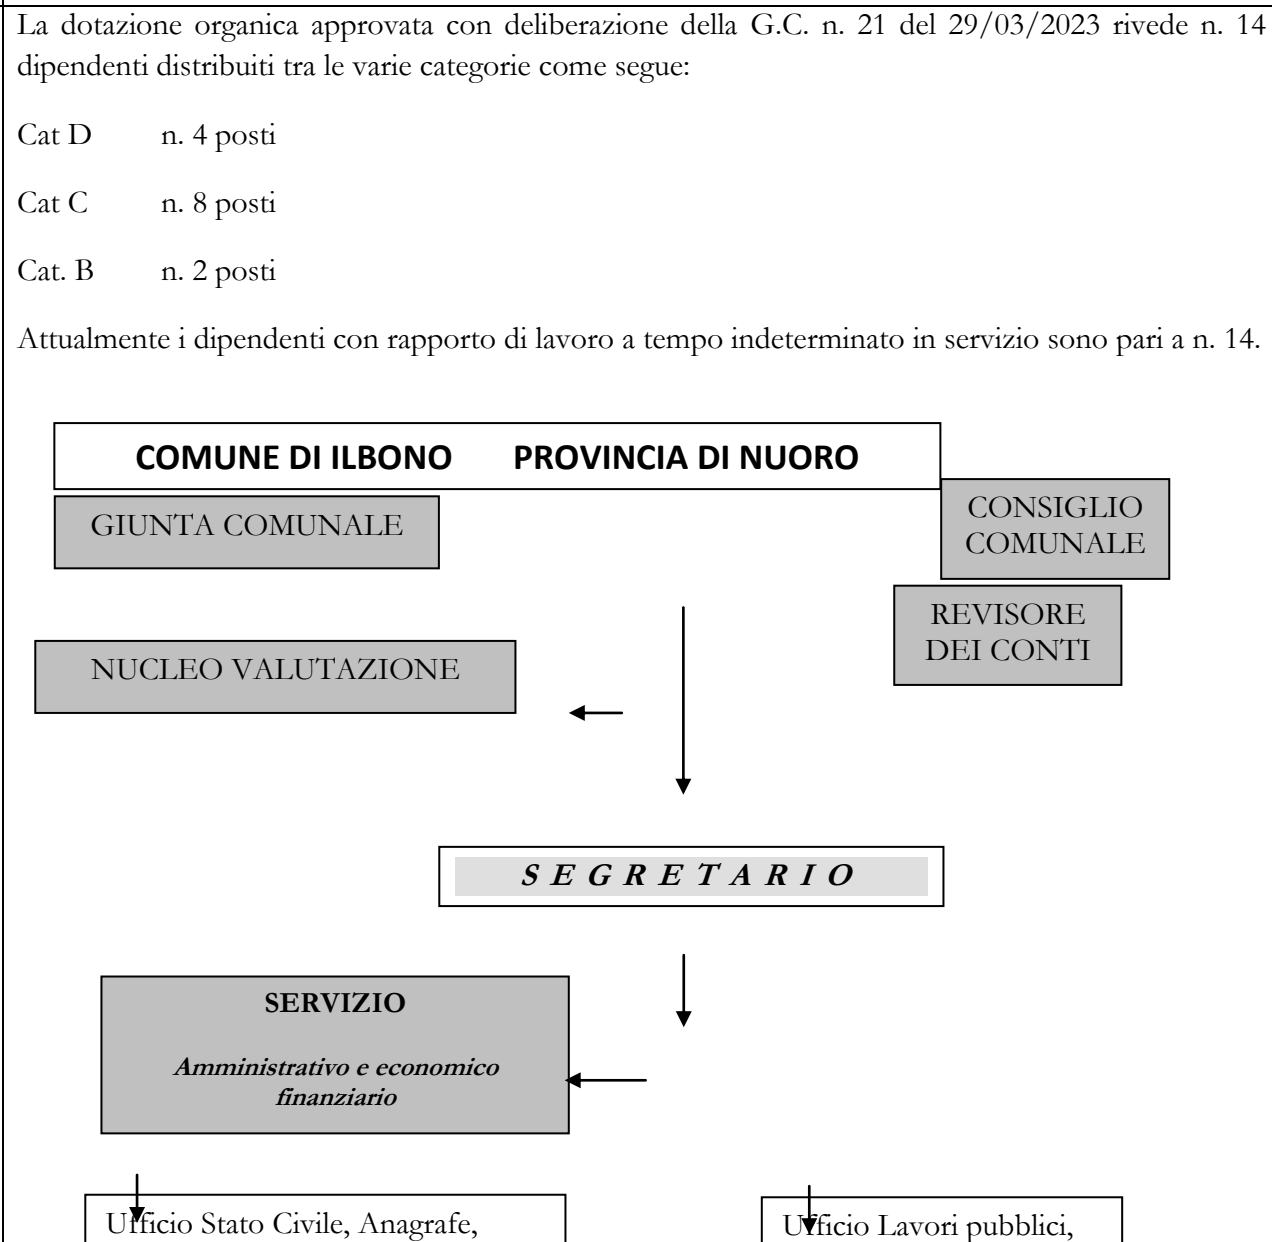 La dotazione organica approvata con deliberazione della G.C. n. 21 del 29/03/2023 rivede n. 14
dipendenti distribuiti tra le varie categorie come segue:
Cat D n. 4 posti
Cat C n. 8 posti
Cat. B n. 2 posti
Attualmente i dipendenti con rapporto di lavoro a tempo indeterminato in servizio sono pari a n. 14.
COMUNE DI ILBONO PROVINCIA DI NUORO
GIUNTA COMUNALE
CONSIGLIO
COMUNALE
REVISORE
DEI CONTI
NUCLEO VALUTAZIONE
SEGRETARIO
SERVIZIO
Amministrativo e economico
finanziario
Ufficio Stato Civile, Anagrafe,
Ufficio Lavori pubblici,